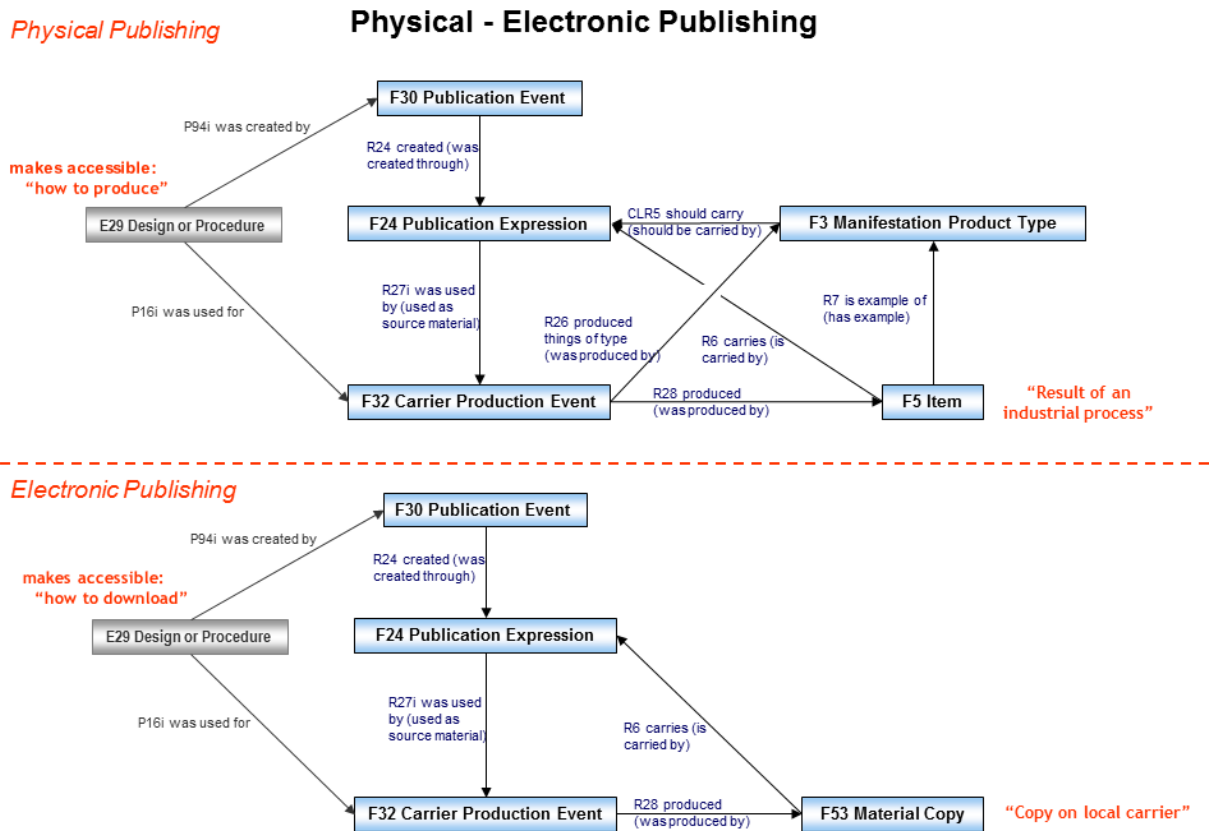 Physical Publishing
Physical - Electronic Publishing
F30 Publication Event
P94i was created by
R24 created (was
created through)
makes accessible:
“how to produce”
E29 Design or Procedure
F24 Publication Expression
CLR5 should carry
(should be carried by)
F3 Manifestation Product Type
R27i was used
by (used as
source material)
P16i was used for
R26 produced
things of type
(was produced by)
R6 carries (is
carried by)
R7 is example of
(has example)
F32 Carrier Production Event
R28 produced
(was produced by)
F5 Item
“Result of an
industrial process”
Electronic Publishing
F30 Publication Event
P94i was created by
R24 created (was
created through)
makes accessible:
“how to download”
E29 Design or Procedure
F24 Publication Expression
R27i was used
by (used as
source material)
P16i was used for
R6 carries (is
carried by)
F32 Carrier Production Event
R28 produced
(was produced by)
F53 Material Copy
“Copy on local carrier”